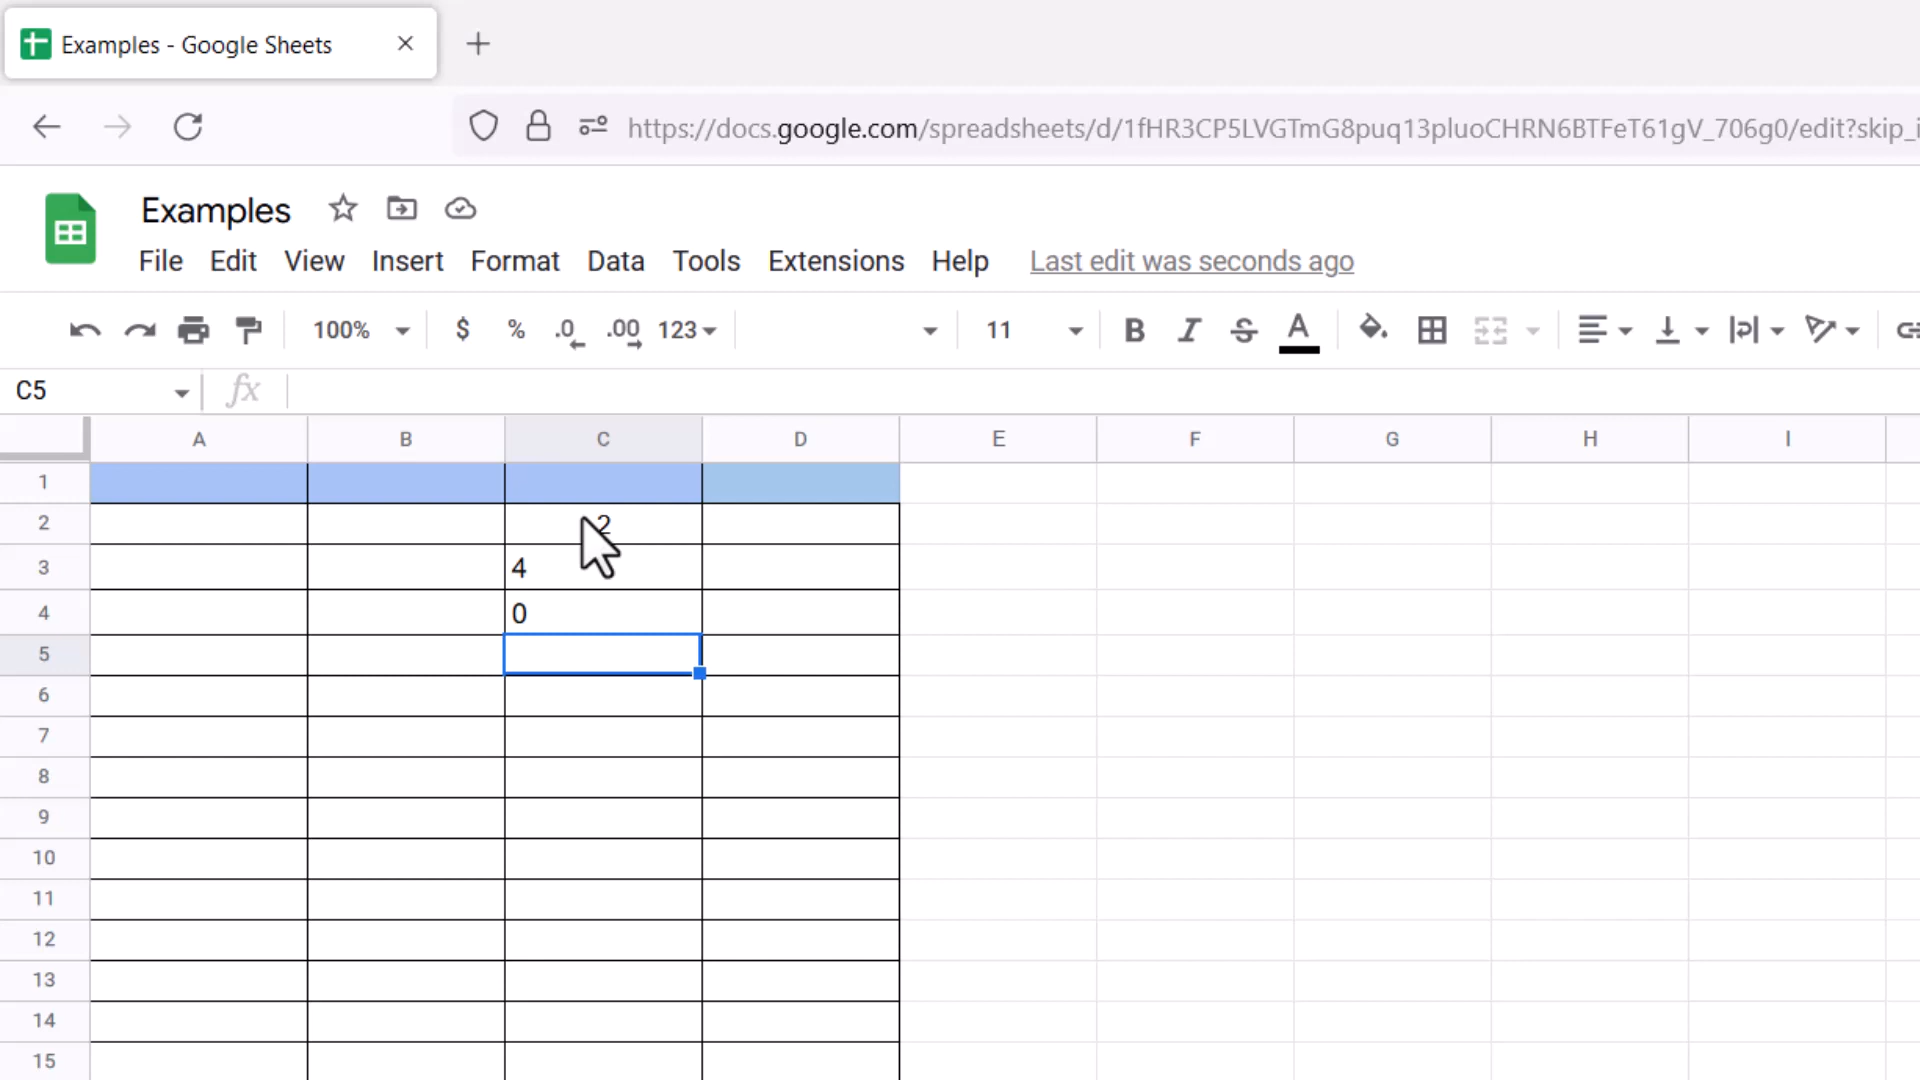 Examples - Google Sheets
https://docs.google.com/spreadsheets/d/1fHR3CP5LVGTmG8puq13pluoCHRN6BTFeT61gV_706g0/edit?skip_i
Examples
File Edit View Insert Format Data Tools Extensions Help Last edit was seconds ago
100% $ % .0 .00 123 11 B I S A
C5 fx
A B C D E F G H I
1
2 2
3 4
4 0
5
6
7
8
9
10
11
12
13
14
15